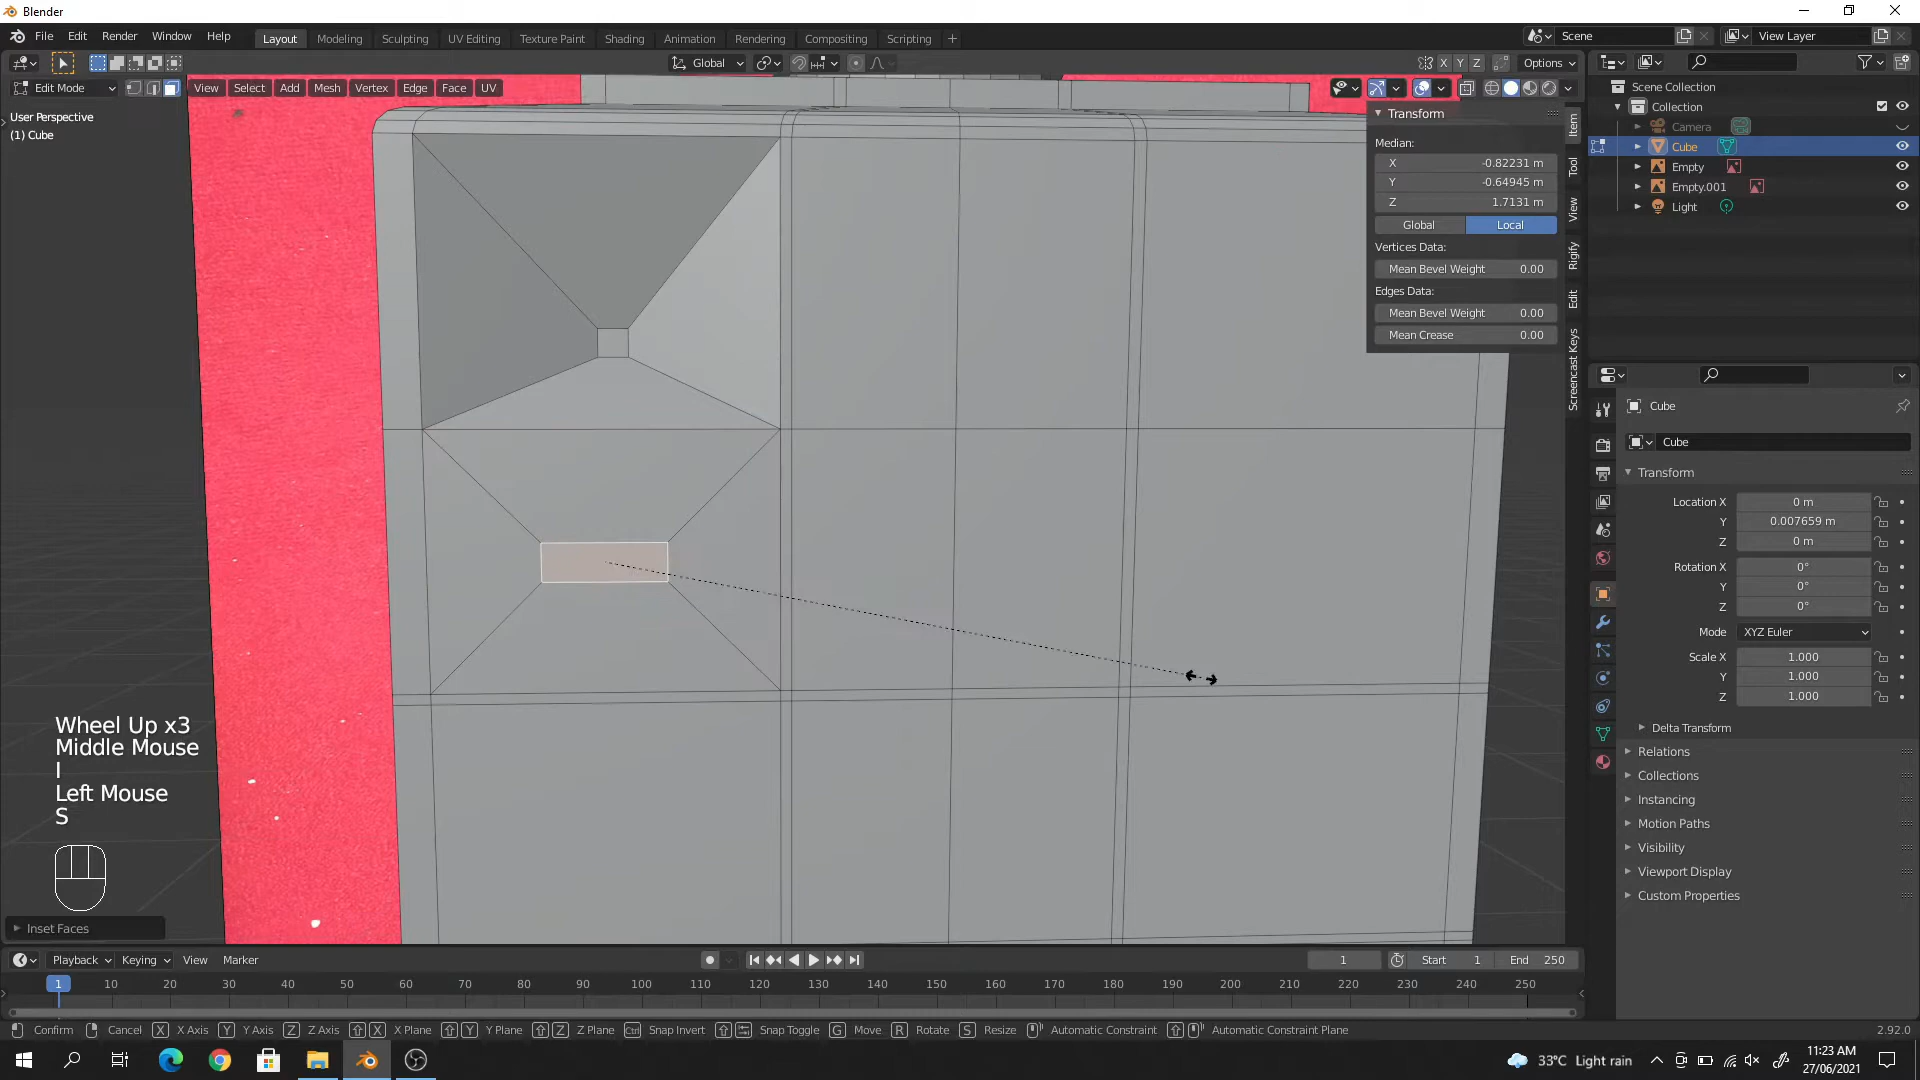 Blender
File Edit Render Window Help
Layout Modeling Sculpting UV Editing Texture Paint Shading Animation Rendering Compositing Scripting
Scene View Layer
Global X Y Z Options
Edit Mode View Select Add Mesh Vertex Edge Face UV
User Perspective
(1) Cube
Transform
Median:
X -0.82231 m
Y -0.64945 m
Z 1.7131 m
Global Local
Vertices Data:
Mean Bevel Weight 0.00
Edges Data:
Mean Bevel Weight 0.00
Mean Crease 0.00
Item
Tool
View
Rigify
Edit
Screencast Keys
Scene Collection
Collection
Camera
Cube
Empty
Empty.001
Light
Cube
Cube
Transform
Location X 0 m
Y 0.007659 m
Z 0 m
Rotation X 0°
Y 0°
Z 0°
Mode XYZ Euler
Scale X 1.000
Y 1.000
Z 1.000
Delta Transform
Relations
Collections
Instancing
Motion Paths
Visibility
Viewport Display
Custom Properties
Wheel Up x3
Middle Mouse
I
Left Mouse
S
Inset Faces
Playback Keying View Marker
1 Start 1 End 250
1 10 20 30 40 50 60 70 80 90 100 110 120 130 140 150 160 170 180 190 200 210 220 230 240 250
Confirm Cancel X X Axis Y Y Axis Z Z Axis X X Plane Y Y Plane Z Z Plane Ctrl Snap Invert Snap Toggle G Move R Rotate S Resize Automatic Constraint Automatic Constraint Plane 2.92.0
33°C Light rain
11:23 AM
27/06/2021